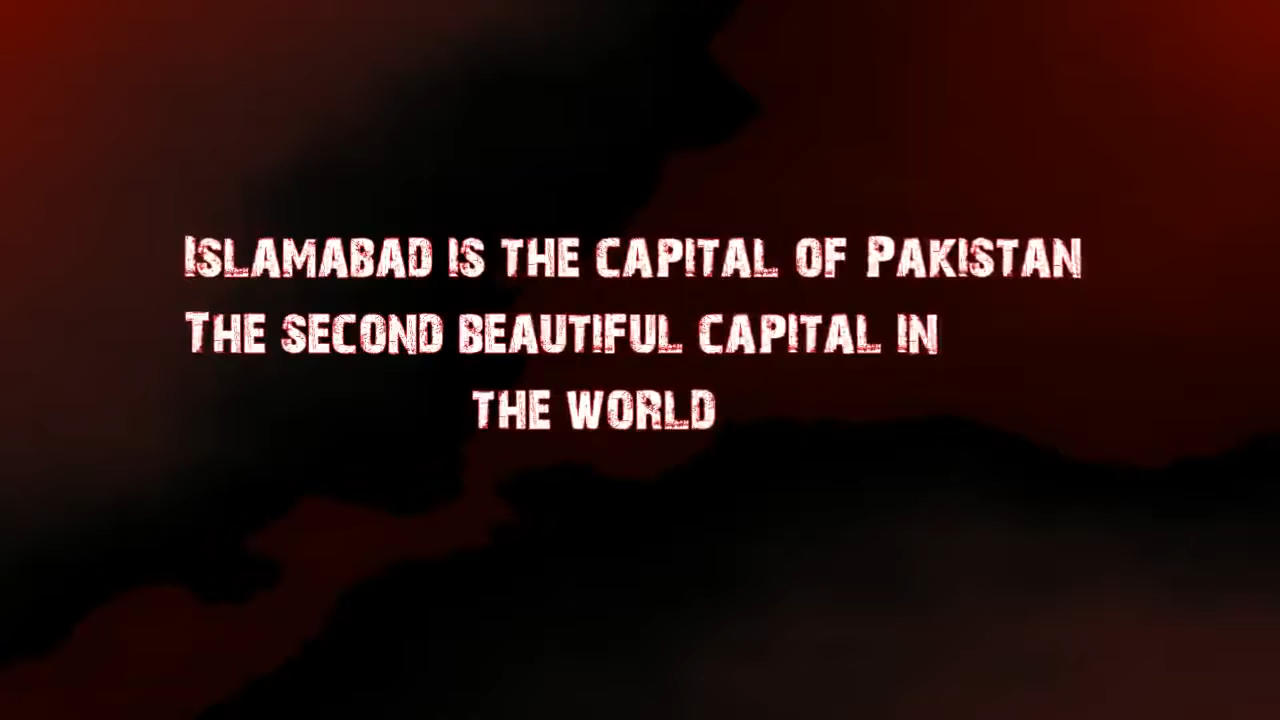 Islamabad is the capital of Pakistan
The second beautiful capital in
the world